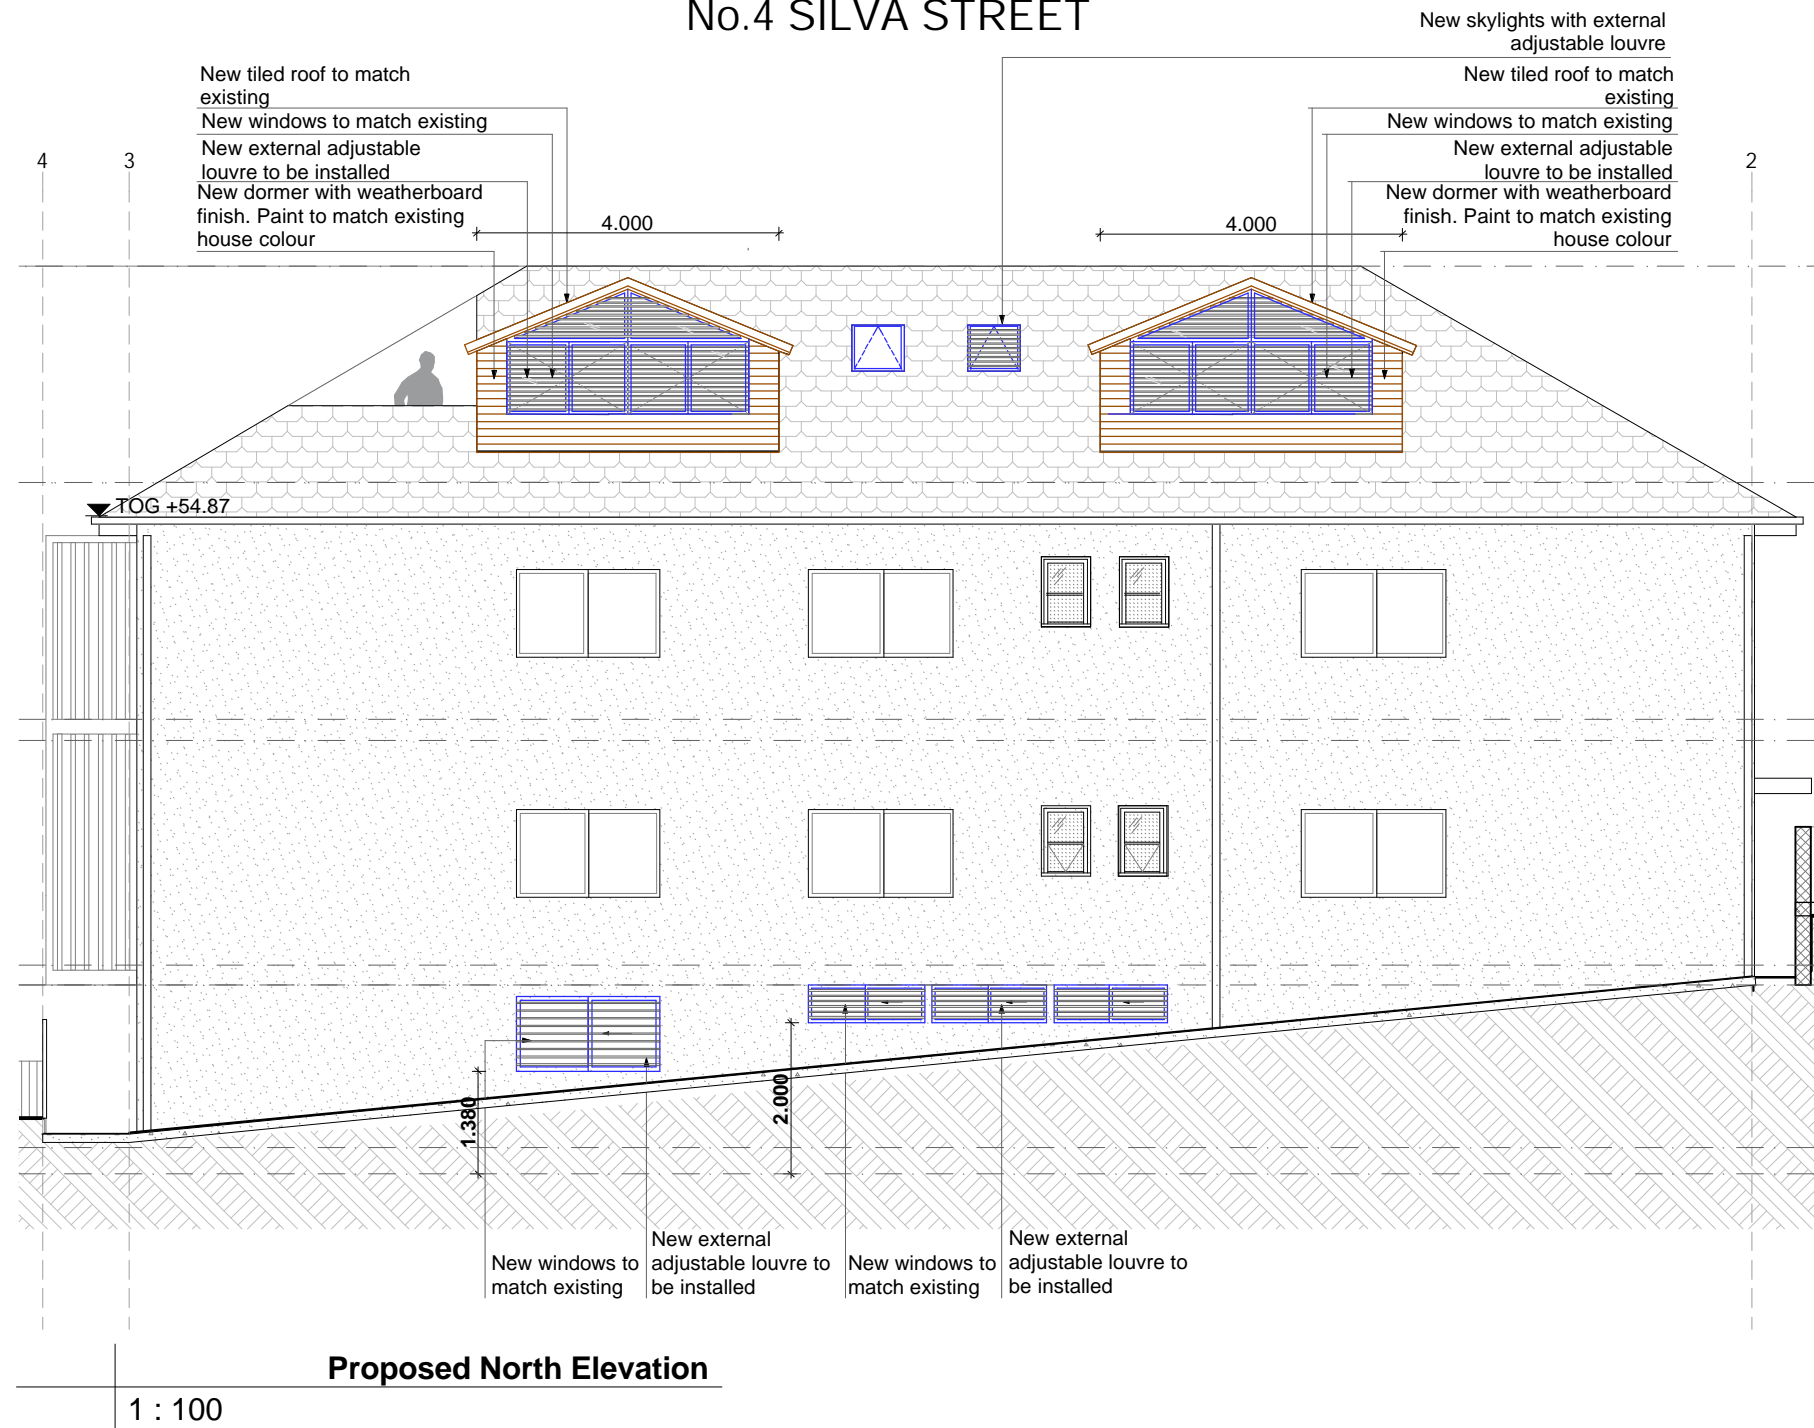 No.4 SILVA STREET
New skylights with external
adjustable louvre
New tiled roof to match
existing
New windows to match existing
New external adjustable
louvre to be installed
New dormer with weatherboard
finish. Paint to match existing
house colour
New tiled roof to match
existing
New windows to match existing
New external adjustable
louvre to be installed
New dormer with weatherboard
finish. Paint to match existing
house colour
4
3
2
4.000
4.000
TOG +54.87
1.380
2.000
New windows to
match existing
New external
adjustable louvre to
be installed
New windows to
match existing
New external
adjustable louvre to
be installed
Proposed North Elevation
1 : 100